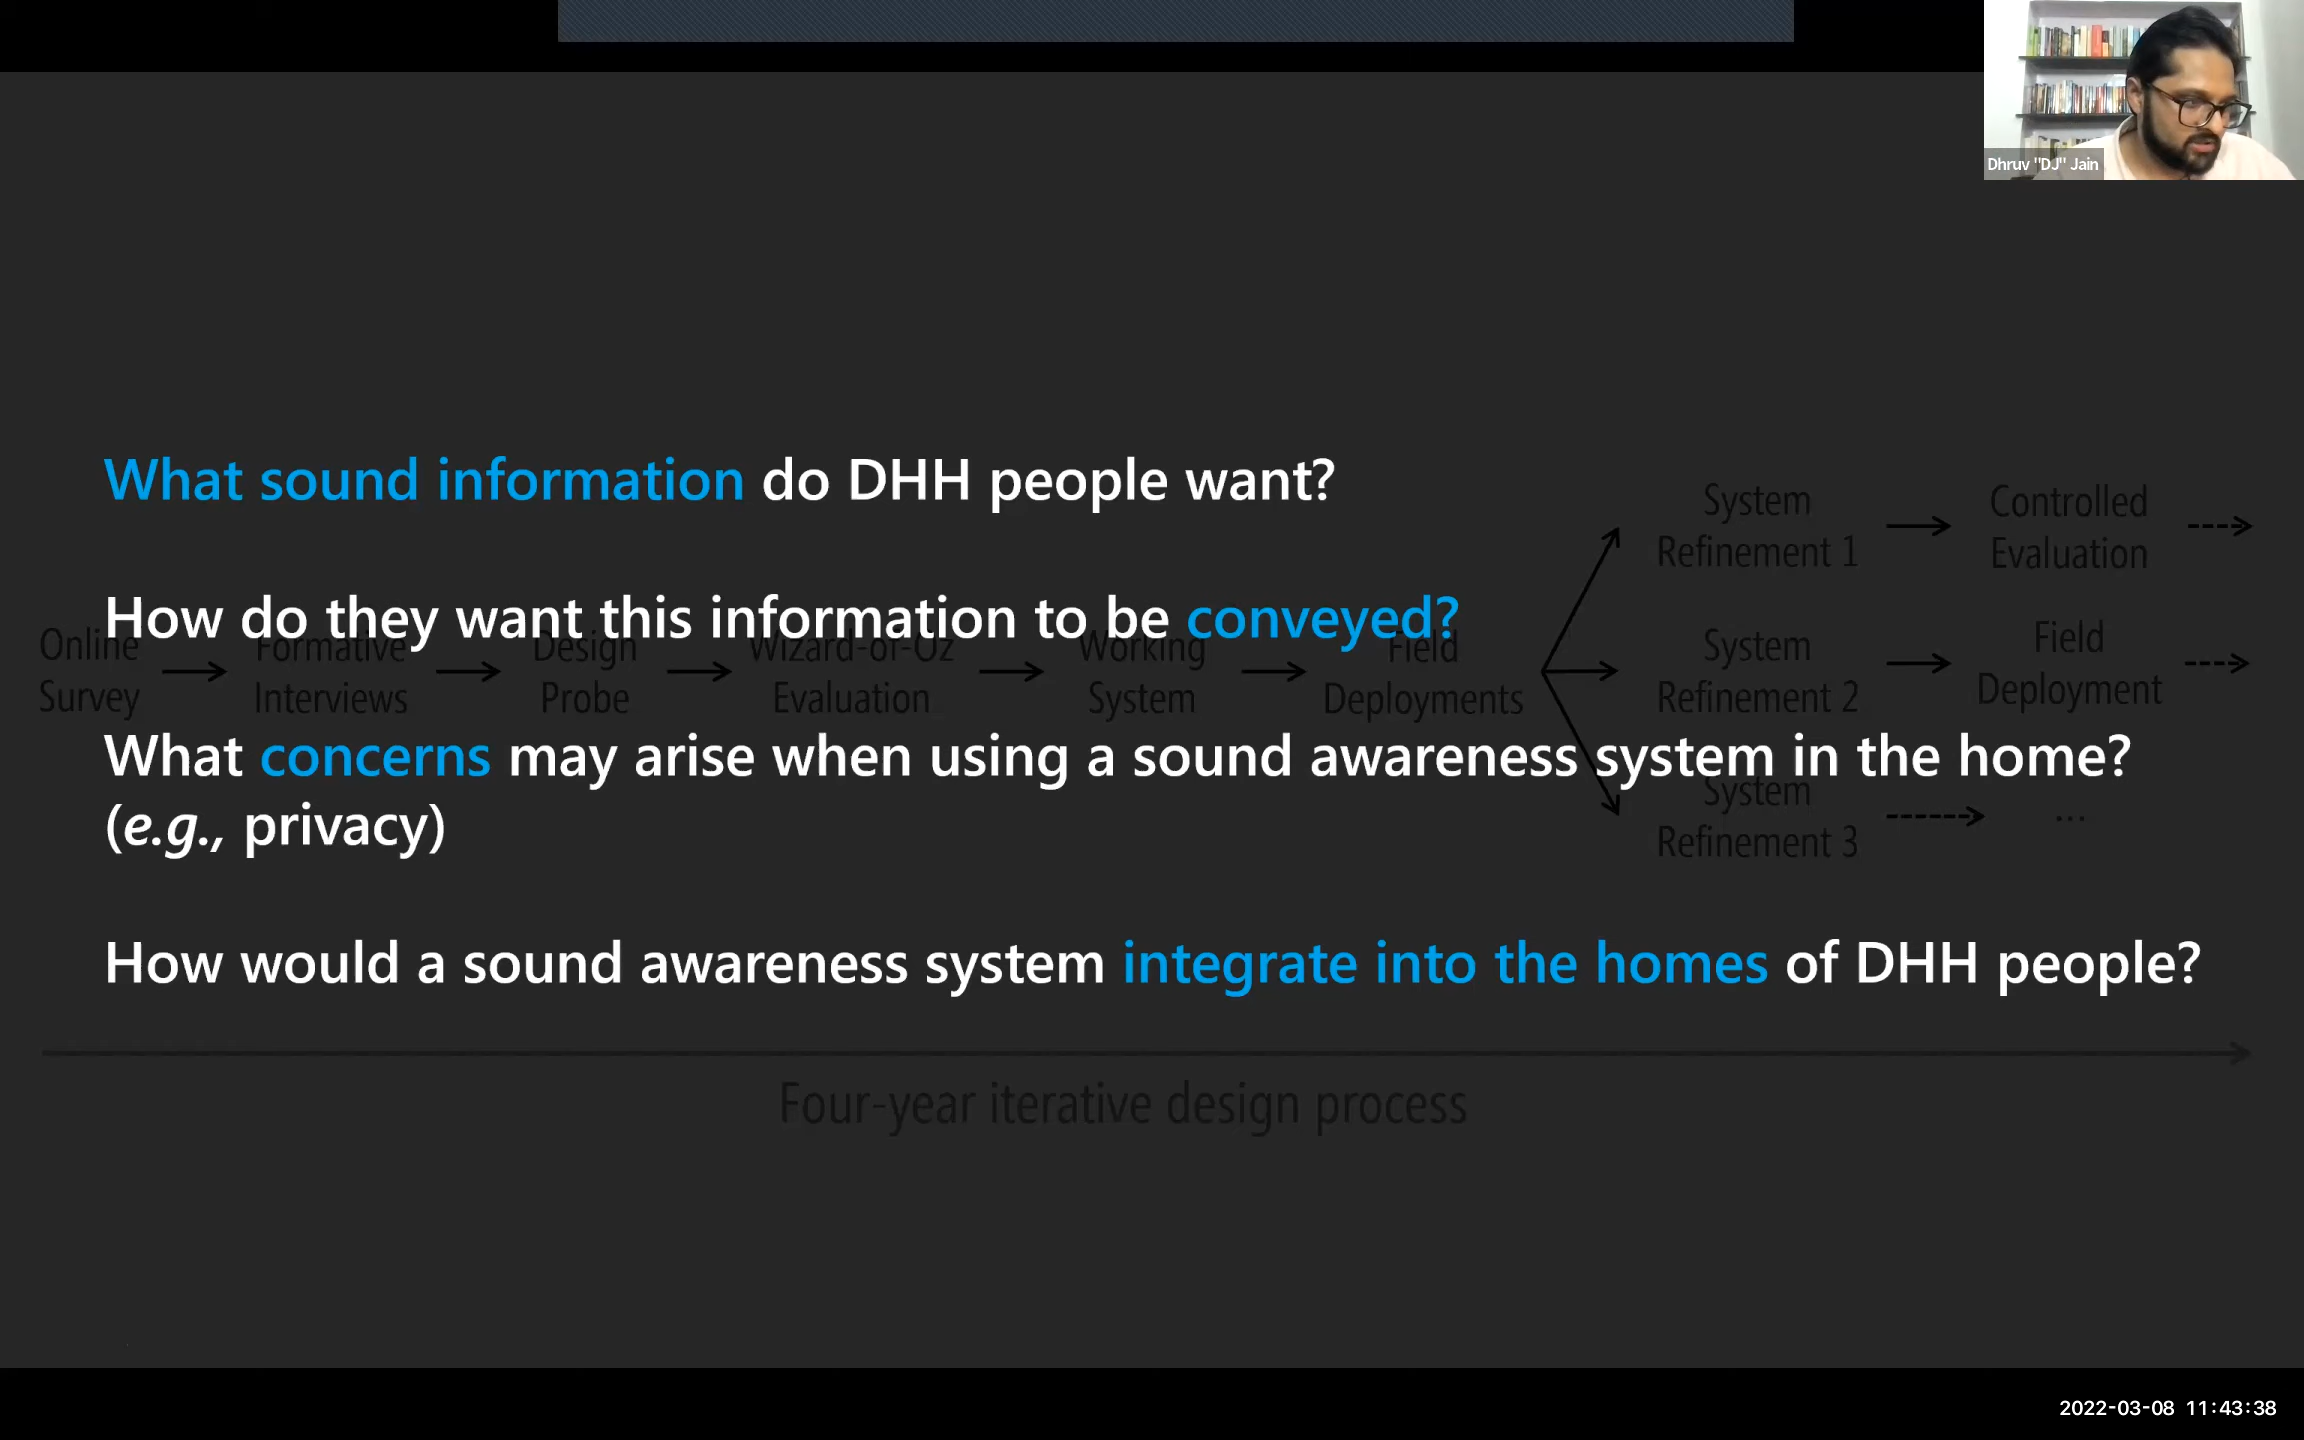 Dhruv "DJ" Jain
What sound information do DHH people want?
How do they want this information to be conveyed?
What concerns may arise when using a sound awareness system in the home?
(e.g., privacy)
How would a sound awareness system integrate into the homes of DHH people?
Online
Survey
Formative
Interviews
Design
Probe
Wizard-of-Oz
Evaluation
Working
System
Field
Deployments
System
Refinement 1
Controlled
Evaluation
System
Refinement 2
Field
Deployment
System
Refinement 3
...
Four-year iterative design process
2022-03-08 11:43:38